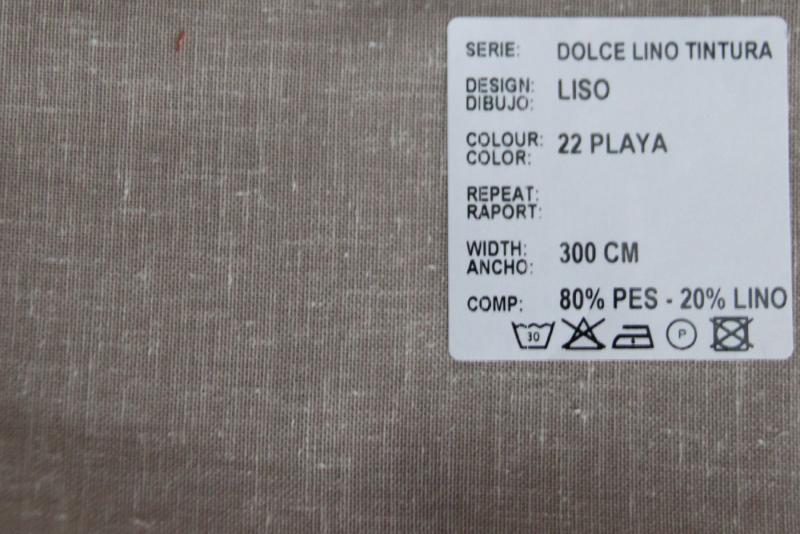 SERIE: DOLCE LINO TINTURA
DESIGN: LISO
DIBUJO:
COLOUR: 22 PLAYA
COLOR:
REPEAT:
RAPORT:
WIDTH: 300 CM
ANCHO:
COMP: 80% PES - 20% LINO
30 P